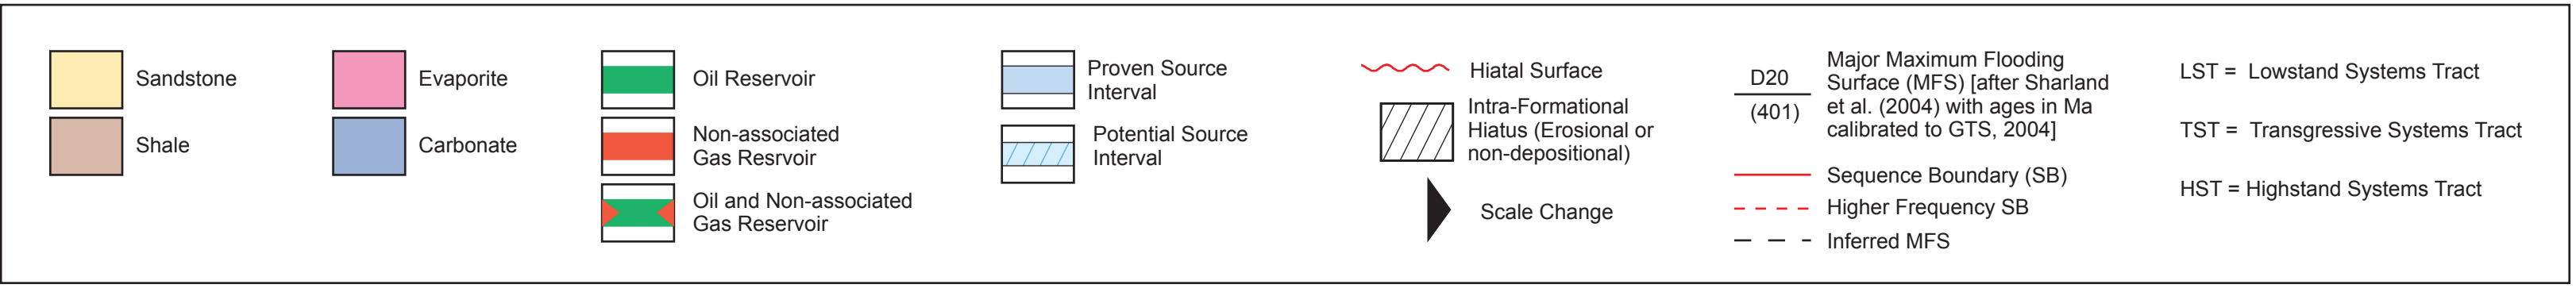 Sandstone
Shale
Evaporite
Carbonate
Oil Reservoir
Non-associated
Gas Resrvoir
Oil and Non-associated
Gas Reservoir
Proven Source
Interval
Potential Source
Interval
Hiatal Surface
Intra-Formational
Hiatus (Erosional or
non-depositional)
Scale Change
D20
(401)
Major Maximum Flooding
Surface (MFS) [after Sharland
et al. (2004) with ages in Ma
calibrated to GTS, 2004]
Sequence Boundary (SB)
Higher Frequency SB
Inferred MFS
LST = Lowstand Systems Tract
TST = Transgressive Systems Tract
HST = Highstand Systems Tract